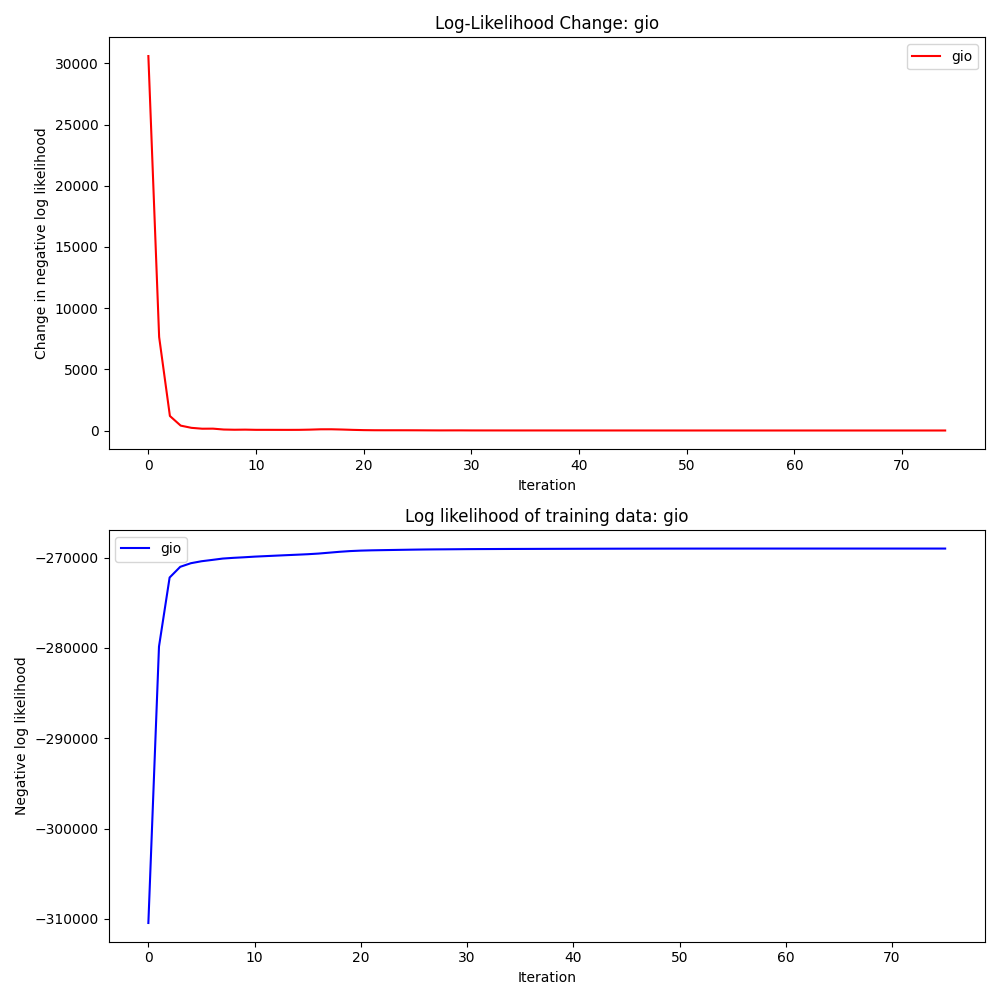 Log-Likelihood Change: gio
gio
30000
25000
20000
15000
10000
5000
0
Change in negative log likelihood
0 10 20 30 40 50 60 70
Iteration
Log likelihood of training data: gio
gio
−270000
−280000
−290000
−300000
−310000
Negative log likelihood
0 10 20 30 40 50 60 70
Iteration